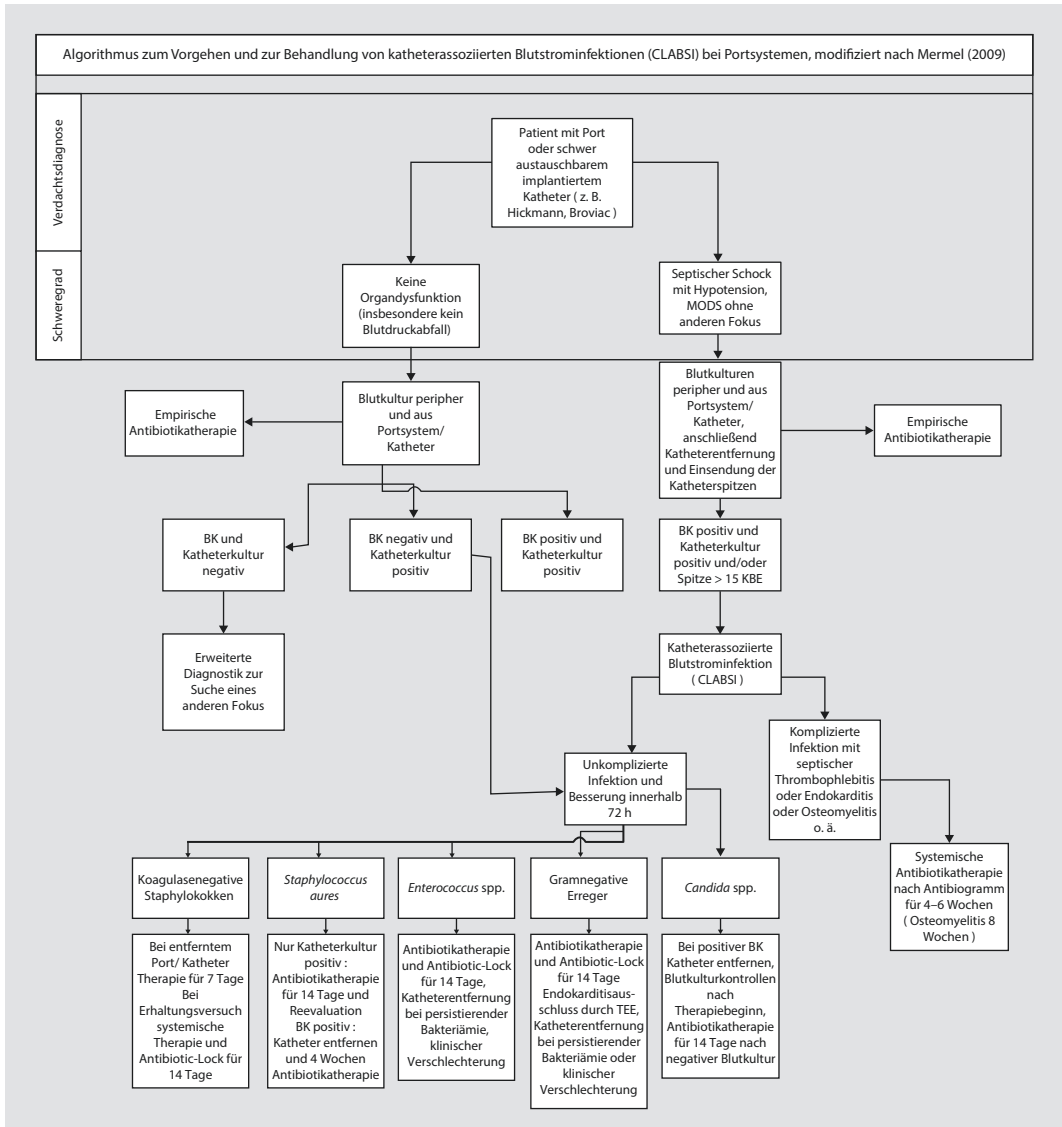 Algorithmus zum Vorgehen und zur Behandlung von katheterassoziierten Blutstrominfektionen (CLABSI) bei Portsystemen, modifiziert nach Mermel (2009)
Verdachtsdiagnose
Patient mit Port
oder schwer
austauschbarem
implantiertem
Katheter ( z. B.
Hickmann, Broviac )
Schweregrad
Keine
Organdysfunktion
(insbesondere kein
Blutdruckabfall)
Septischer Schock
mit Hypotension,
MODS ohne
anderen Fokus
Empirische
Antibiotikatherapie
Blutkultur peripher
und aus
Portsystem/
Katheter
Blutkulturen
peripher und aus
Portsystem/
Katheter,
anschließend
Katheterentfernung
und Einsendung der
Katheterspitzen
Empirische
Antibiotikatherapie
BK und
Katheterkultur
negativ
BK negativ und
Katheterkultur
positiv
BK positiv und
Katheterkultur
positiv
BK positiv und
Katheterkultur
positiv und/oder
Spitze > 15 KBE
Erweiterte
Diagnostik zur
Suche eines
anderen Fokus
Katheterassoziierte
Blutstrominfektion
( CLABSI )
Unkomplizierte
Infektion und
Besserung innerhalb
72 h
Komplizierte
Infektion mit
septischer
Thrombophlebitis
oder Endokarditis
oder Osteomyelitis
o. ä.
Systemische
Antibiotikatherapie
nach Antibiogramm
für 4–6 Wochen
( Osteomyelitis 8
Wochen )
Koagulasenegative
Staphylokokken
Staphylococcus
aures
Enterococcus spp.
Gramnegative
Erreger
Candida spp.
Bei entferntem
Port/ Katheter
Therapie für 7 Tage
Bei
Erhaltungsversuch
systemische
Therapie und
Antibiotic-Lock für
14 Tage
Nur Katheterkultur
positiv :
Antibiotikatherapie
für 14 Tage und
Reevaluation
BK positiv :
Katheter entfernen
und 4 Wochen
Antibiotikatherapie
Antibiotikatherapie
und Antibiotic-Lock
für 14 Tage,
Katheterentfernung
bei persistierender
Bakteriämie,
klinischer
Verschlechterung
Antibiotikatherapie
und Antibiotic-Lock
für 14 Tage
Endokarditisaus-
schluss durch TEE,
Katheterentfernung
bei persistierender
Bakteriämie oder
klinischer
Verschlechterung
Bei positiver BK
Katheter entfernen,
Blutkulturkontrollen
nach
Therapiebeginn,
Antibiotikatherapie
für 14 Tage nach
negativer Blutkultur